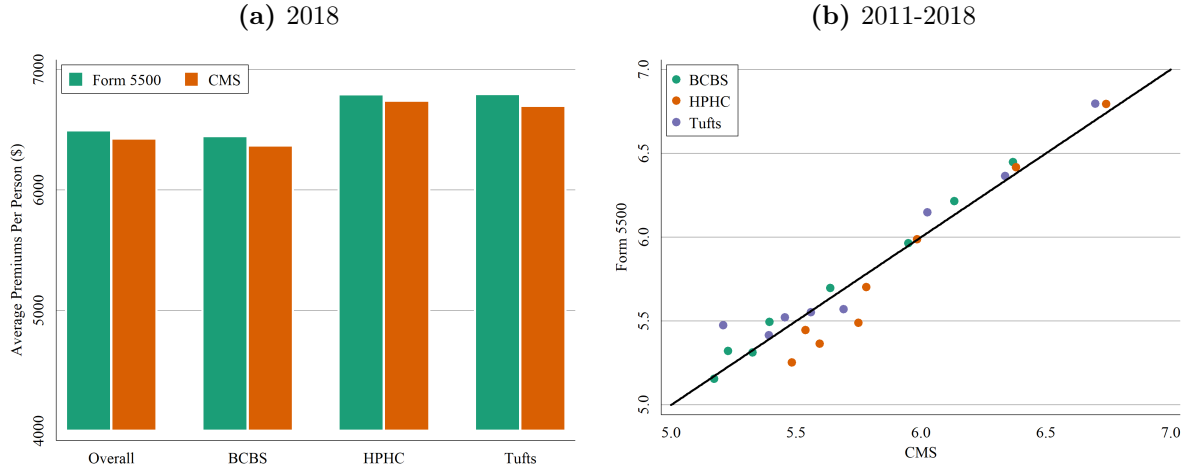 (a) 2018
Average Premiums Per Person ($)
7000
6000
5000
4000
Form 5500
CMS
Overall
BCBS
HPHC
Tufts
(b) 2011-2018
Form 5500
7.0
6.5
6.0
5.5
5.0
BCBS
HPHC
Tufts
5.0
5.5
6.0
6.5
7.0
CMS